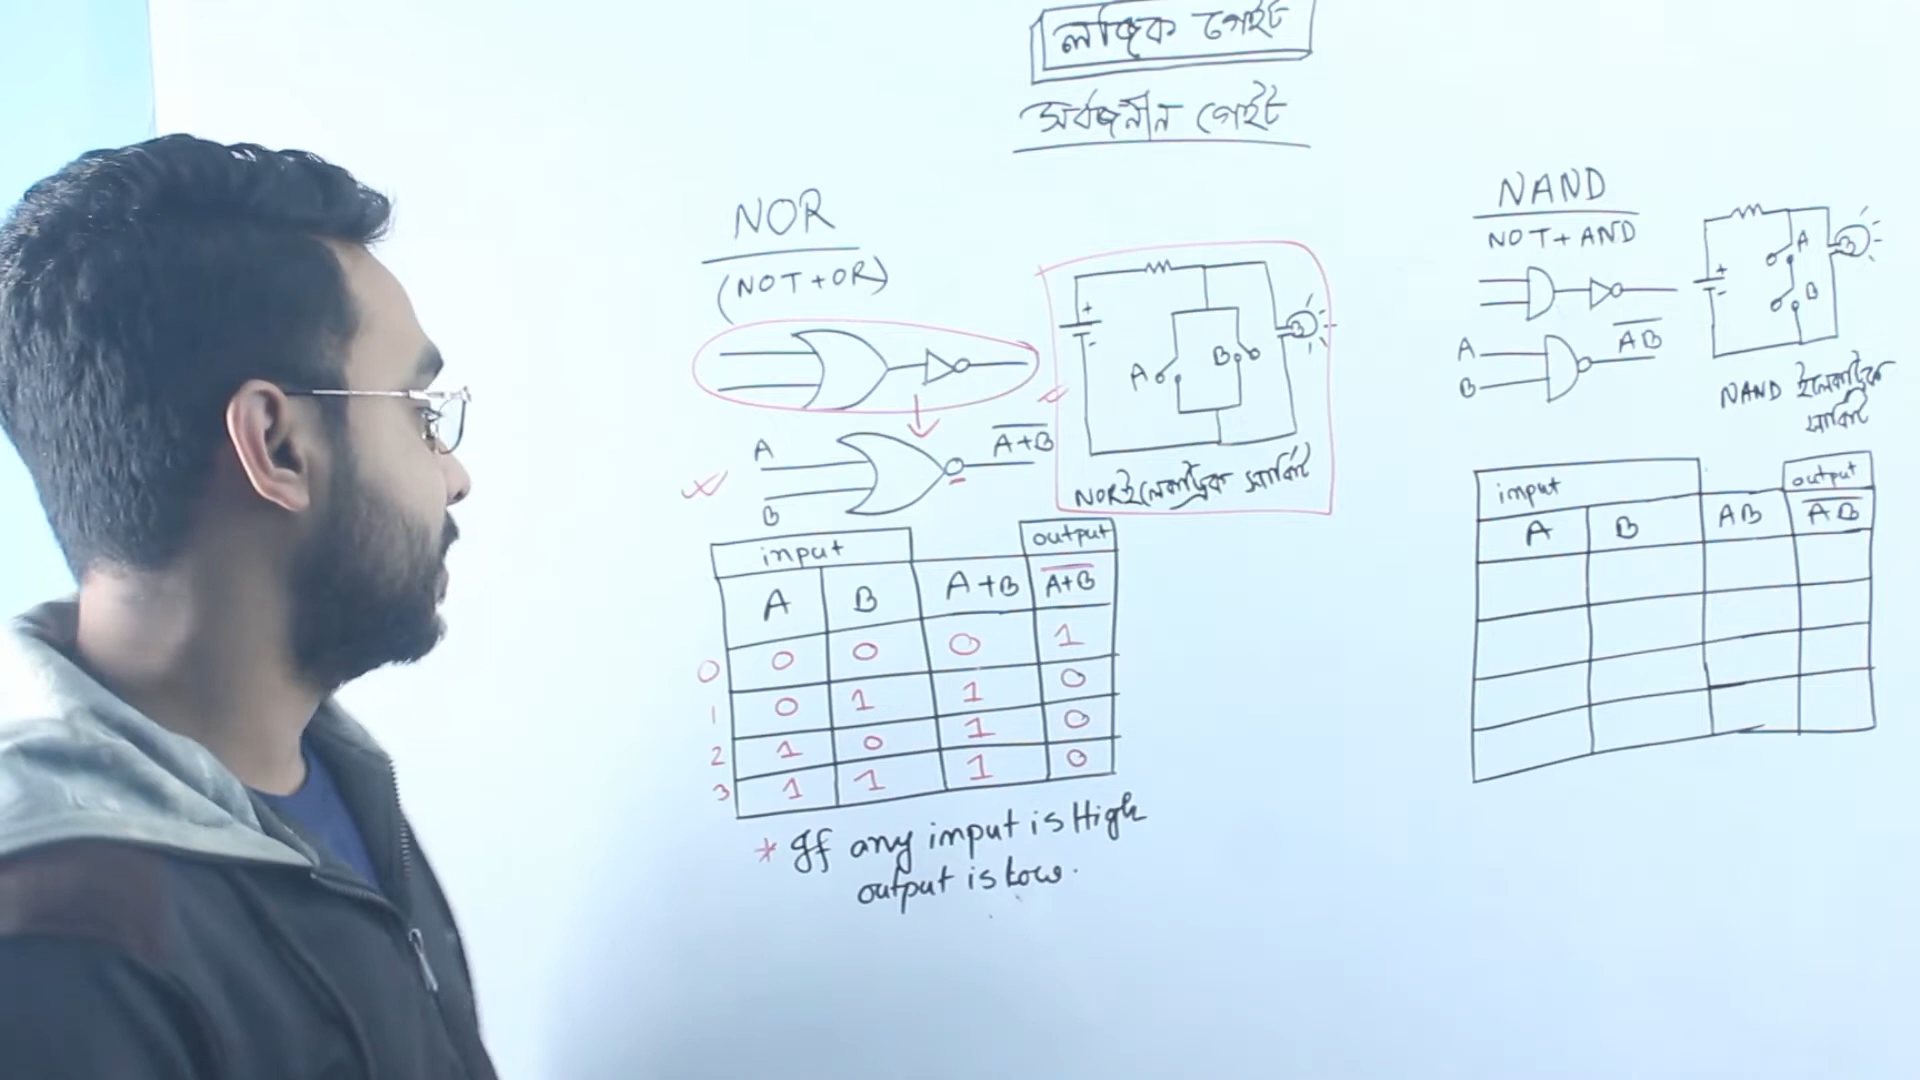 লজিক গেইট
সার্বজনীন গেইট
NOR
(NOT+OR)
A
B
A+B
A
B
+
-
NOR ইলেকট্রিক সার্কিট
input output
A B A+B A+B
0 0 0 0 1
1 0 1 1 0
2 1 0 1 0
3 1 1 1 0
* If any input is High
output is Low.
NAND
NOT+AND
A
B
AB
A
B
+
-
NAND ইলেকট্রিক
সার্কিট
input output
A B AB AB